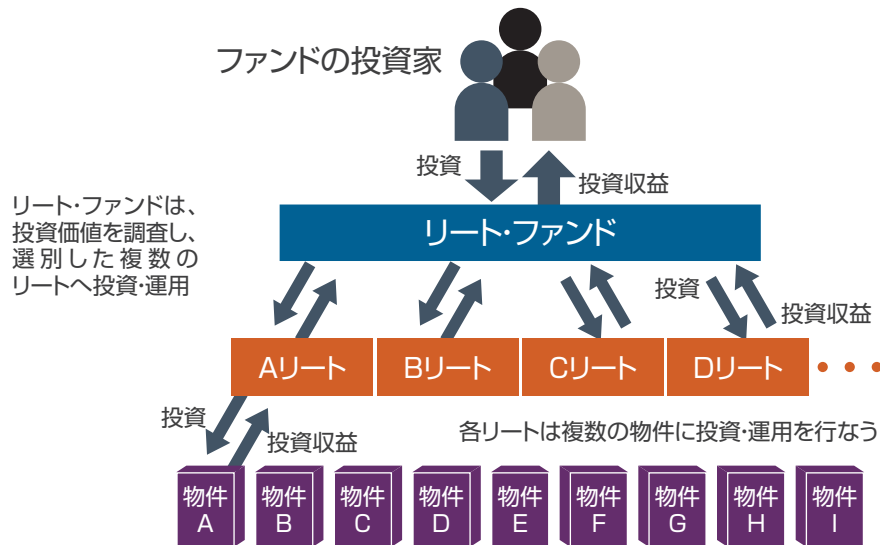 ファンドの投資家
投資
投資収益
リート・ファンドは、
投資価値を調査し、
選別した複数の
リートへ投資・運用
リート・ファンド
投資
投資収益
Aリート
Bリート
Cリート
Dリート
・・・
投資
投資収益
各リートは複数の物件に投資・運用を行なう
物件
A
物件
B
物件
C
物件
D
物件
E
物件
F
物件
G
物件
H
物件
I